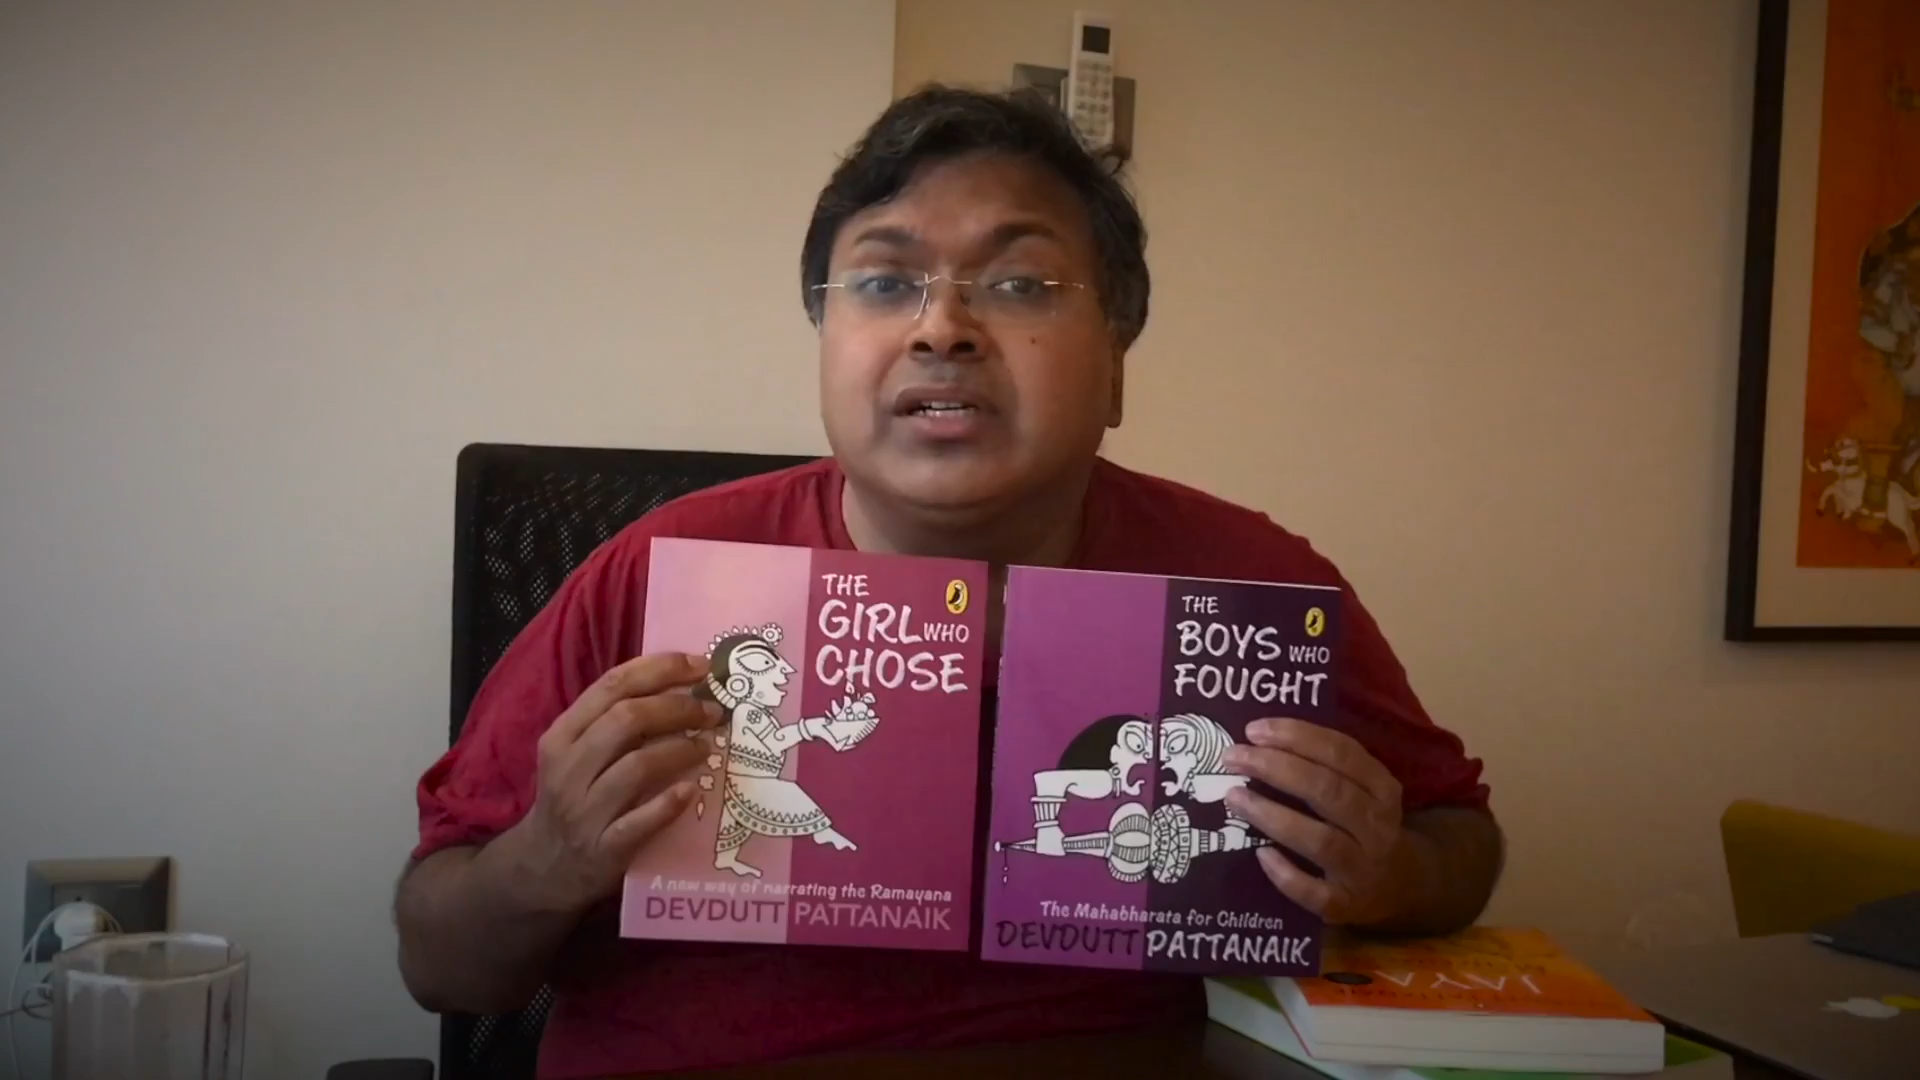 THE
GIRL WHO
CHOSE
A new way of narrating the Ramayana
DEVDUTT PATTANAIK
THE
BOYS WHO
FOUGHT
The Mahabharata for Children
DEVDUTT PATTANAIK
JAYA